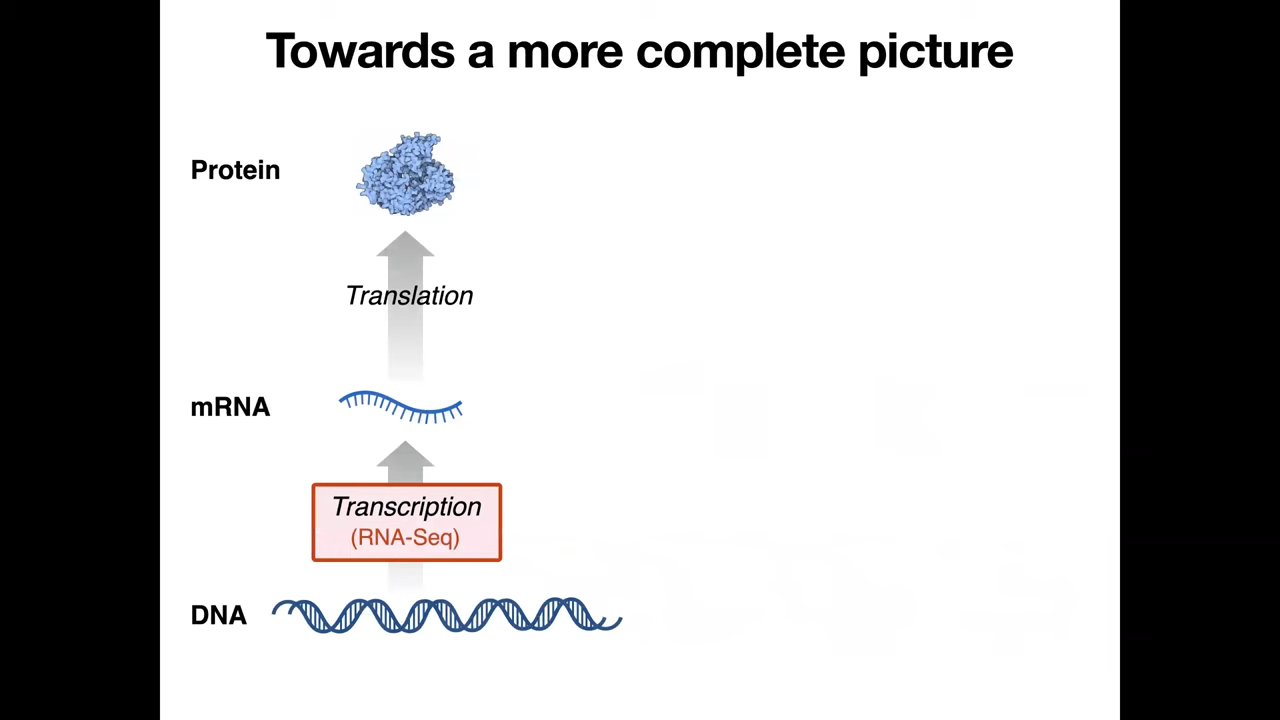 Towards a more complete picture
Protein
Translation
mRNA
Transcription
(RNA-Seq)
DNA